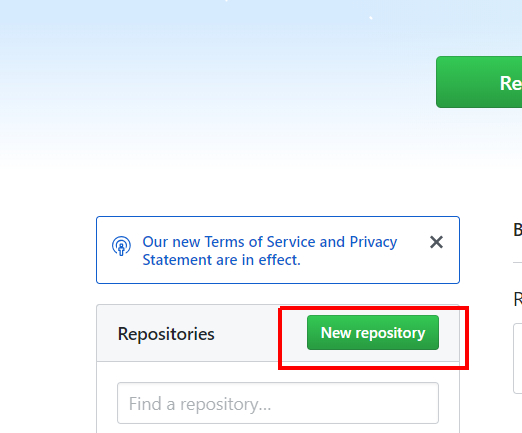 Re
Our new Terms of Service and Privacy
Statement are in effect.
B
Repositories
New repository
R
Find a repository...